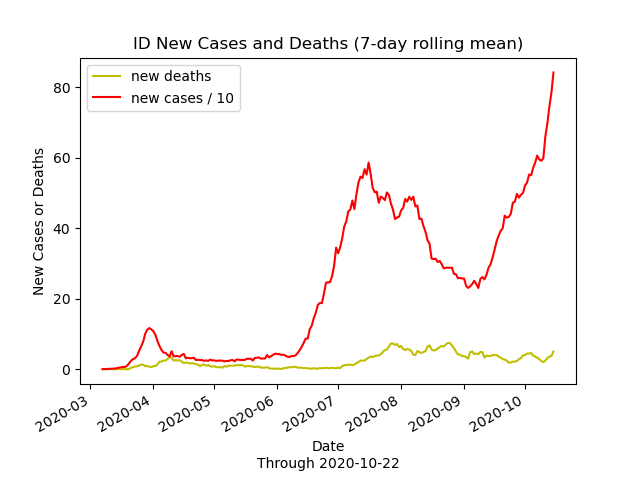 ID New Cases and Deaths (7-day rolling mean)
new deaths
new cases / 10
New Cases or Deaths
80
60
40
20
0
2020-03
2020-04
2020-05
2020-06
2020-07
2020-08
2020-09
2020-10
Date
Through 2020-10-22